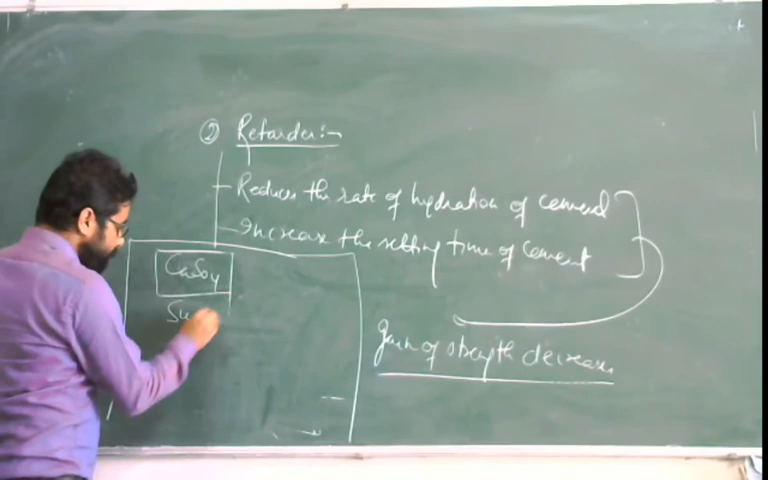 ② Retarder:-
Reduces the rate of hydration of cement
Increase the setting time of cement
CaSO4
Su
Gain of strength decreases